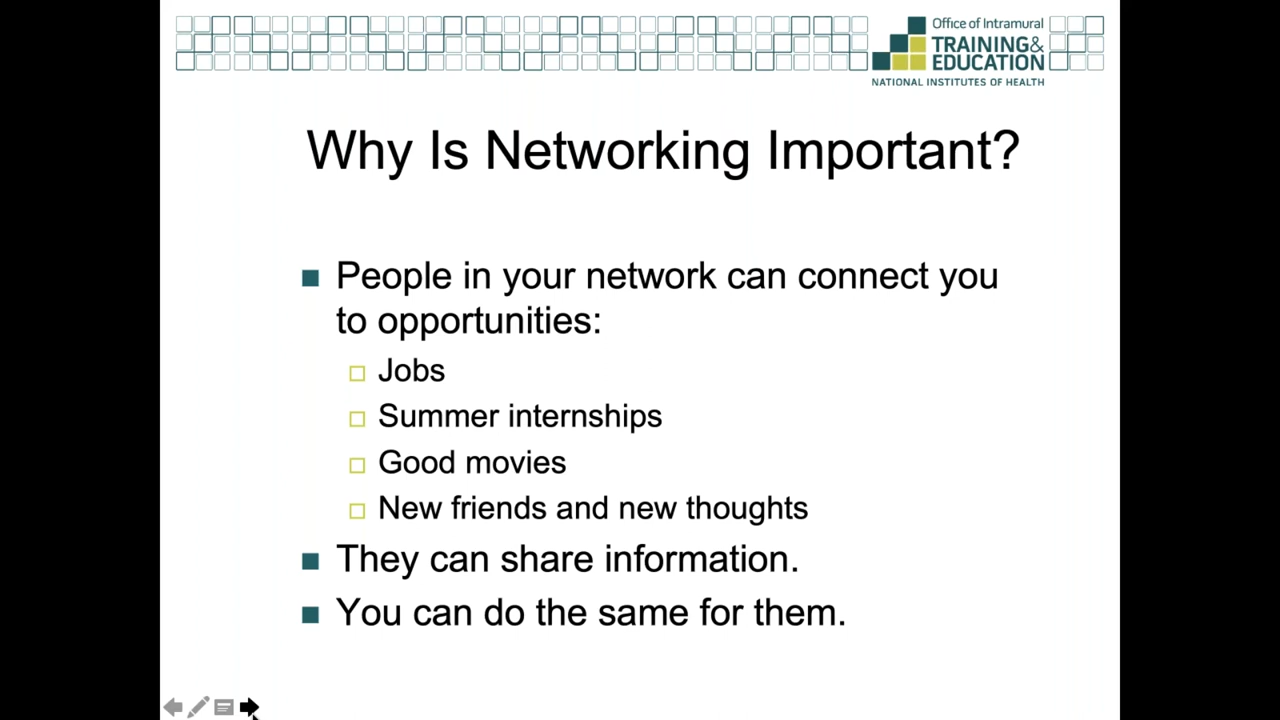 Office of Intramural
TRAINING&
EDUCATION
NATIONAL INSTITUTES OF HEALTH
Why Is Networking Important?
People in your network can connect you
to opportunities:
Jobs
Summer internships
Good movies
New friends and new thoughts
They can share information.
You can do the same for them.